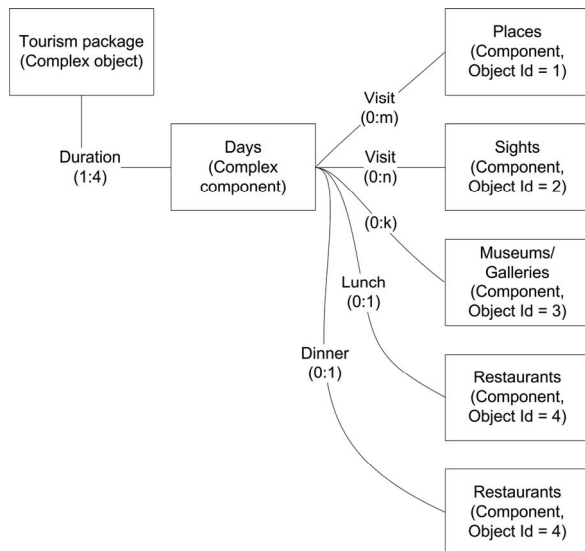 Tourism package
(Complex object)
Duration
(1:4)
Days
(Complex
component)
Visit
(0:m)
Places
(Component,
Object Id = 1)
Visit
(0:n)
Sights
(Component,
Object Id =2)
(0:k)
Museums/
Galleries
(Component,
Object Id = 3)
Lunch
(0:1)
Restaurants
(Component,
Object Id = 4)
Dinner
(0:1)
Restaurants
(Component,
Object Id = 4)